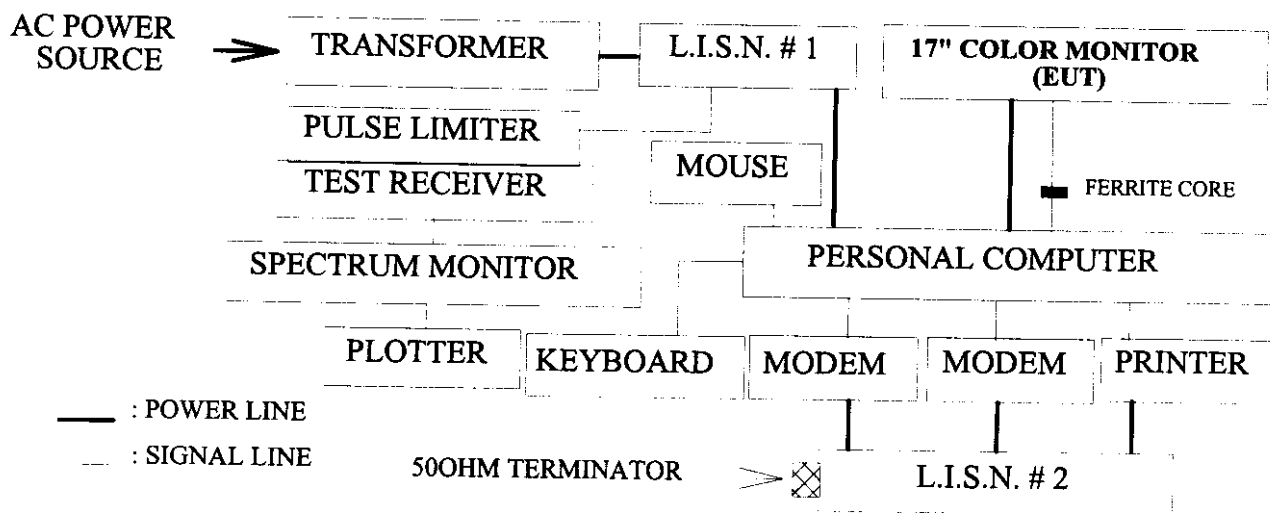 AC POWER
SOURCE
TRANSFORMER
L.I.S.N. # 1
17" COLOR MONITOR
(EUT)
PULSE LIMITER
MOUSE
TEST RECEIVER
FERRITE CORE
SPECTRUM MONITOR
PERSONAL COMPUTER
PLOTTER
KEYBOARD
MODEM
MODEM
PRINTER
: POWER LINE
: SIGNAL LINE
50OHM TERMINATOR
L.I.S.N. # 2